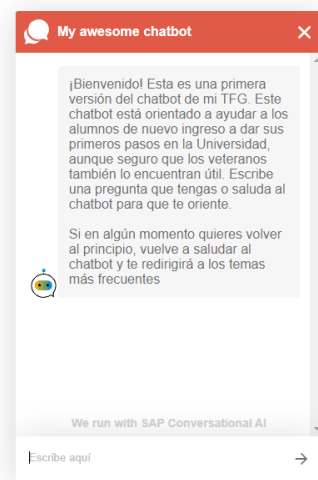 My awesome chatbot
¡Bienvenido! Esta es una primera
versión del chatbot de mi TFG. Este
chatbot está orientado a ayudar a los
alumnos de nuevo ingreso a dar sus
primeros pasos en la Universidad,
aunque seguro que los veteranos
también lo encuentran útil. Escribe
una pregunta que tengas o saluda al
chatbot para que te oriente.
Si en algún momento quieres volver
al principio, vuelve a saludar al
chatbot y te redirigirá a los temas
más frecuentes
We run with SAP Conversational AI
Escribe aquí